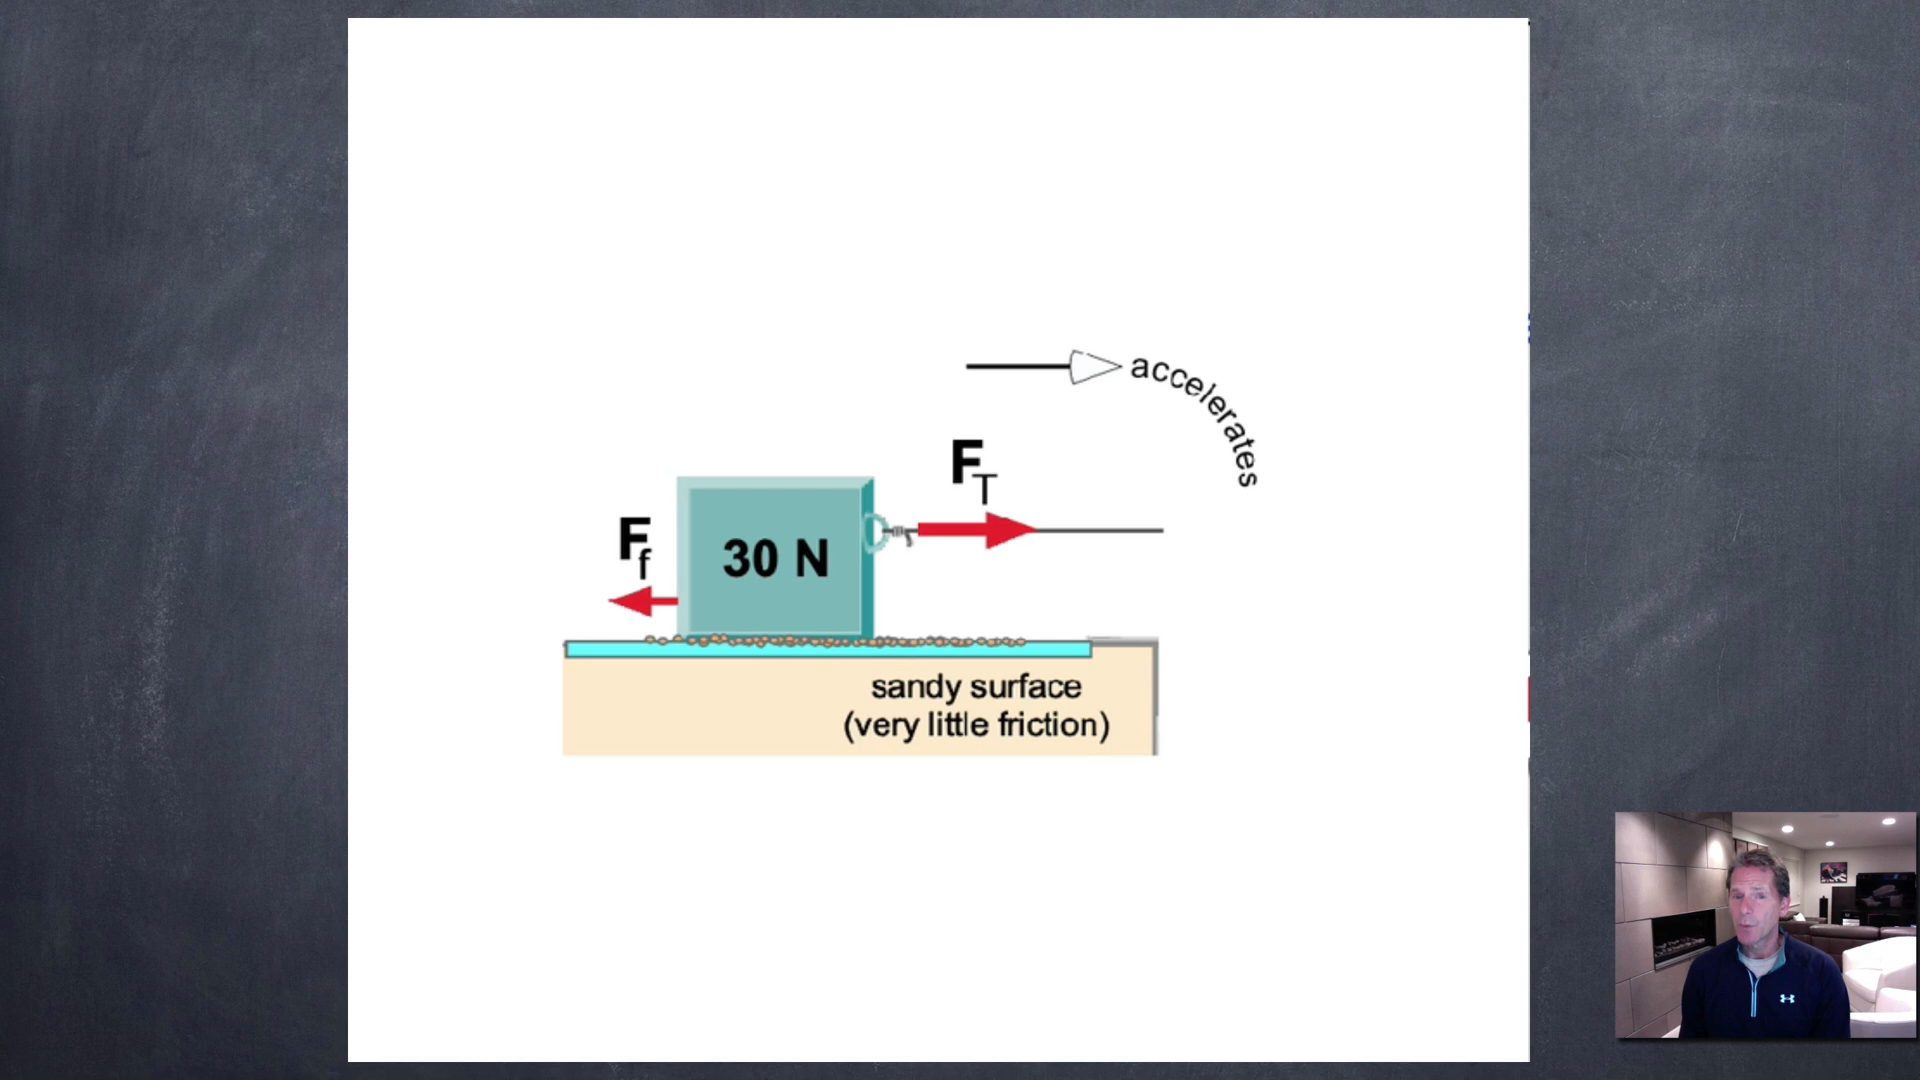 accelerates
F_T
F_f
30 N
sandy surface
(very little friction)